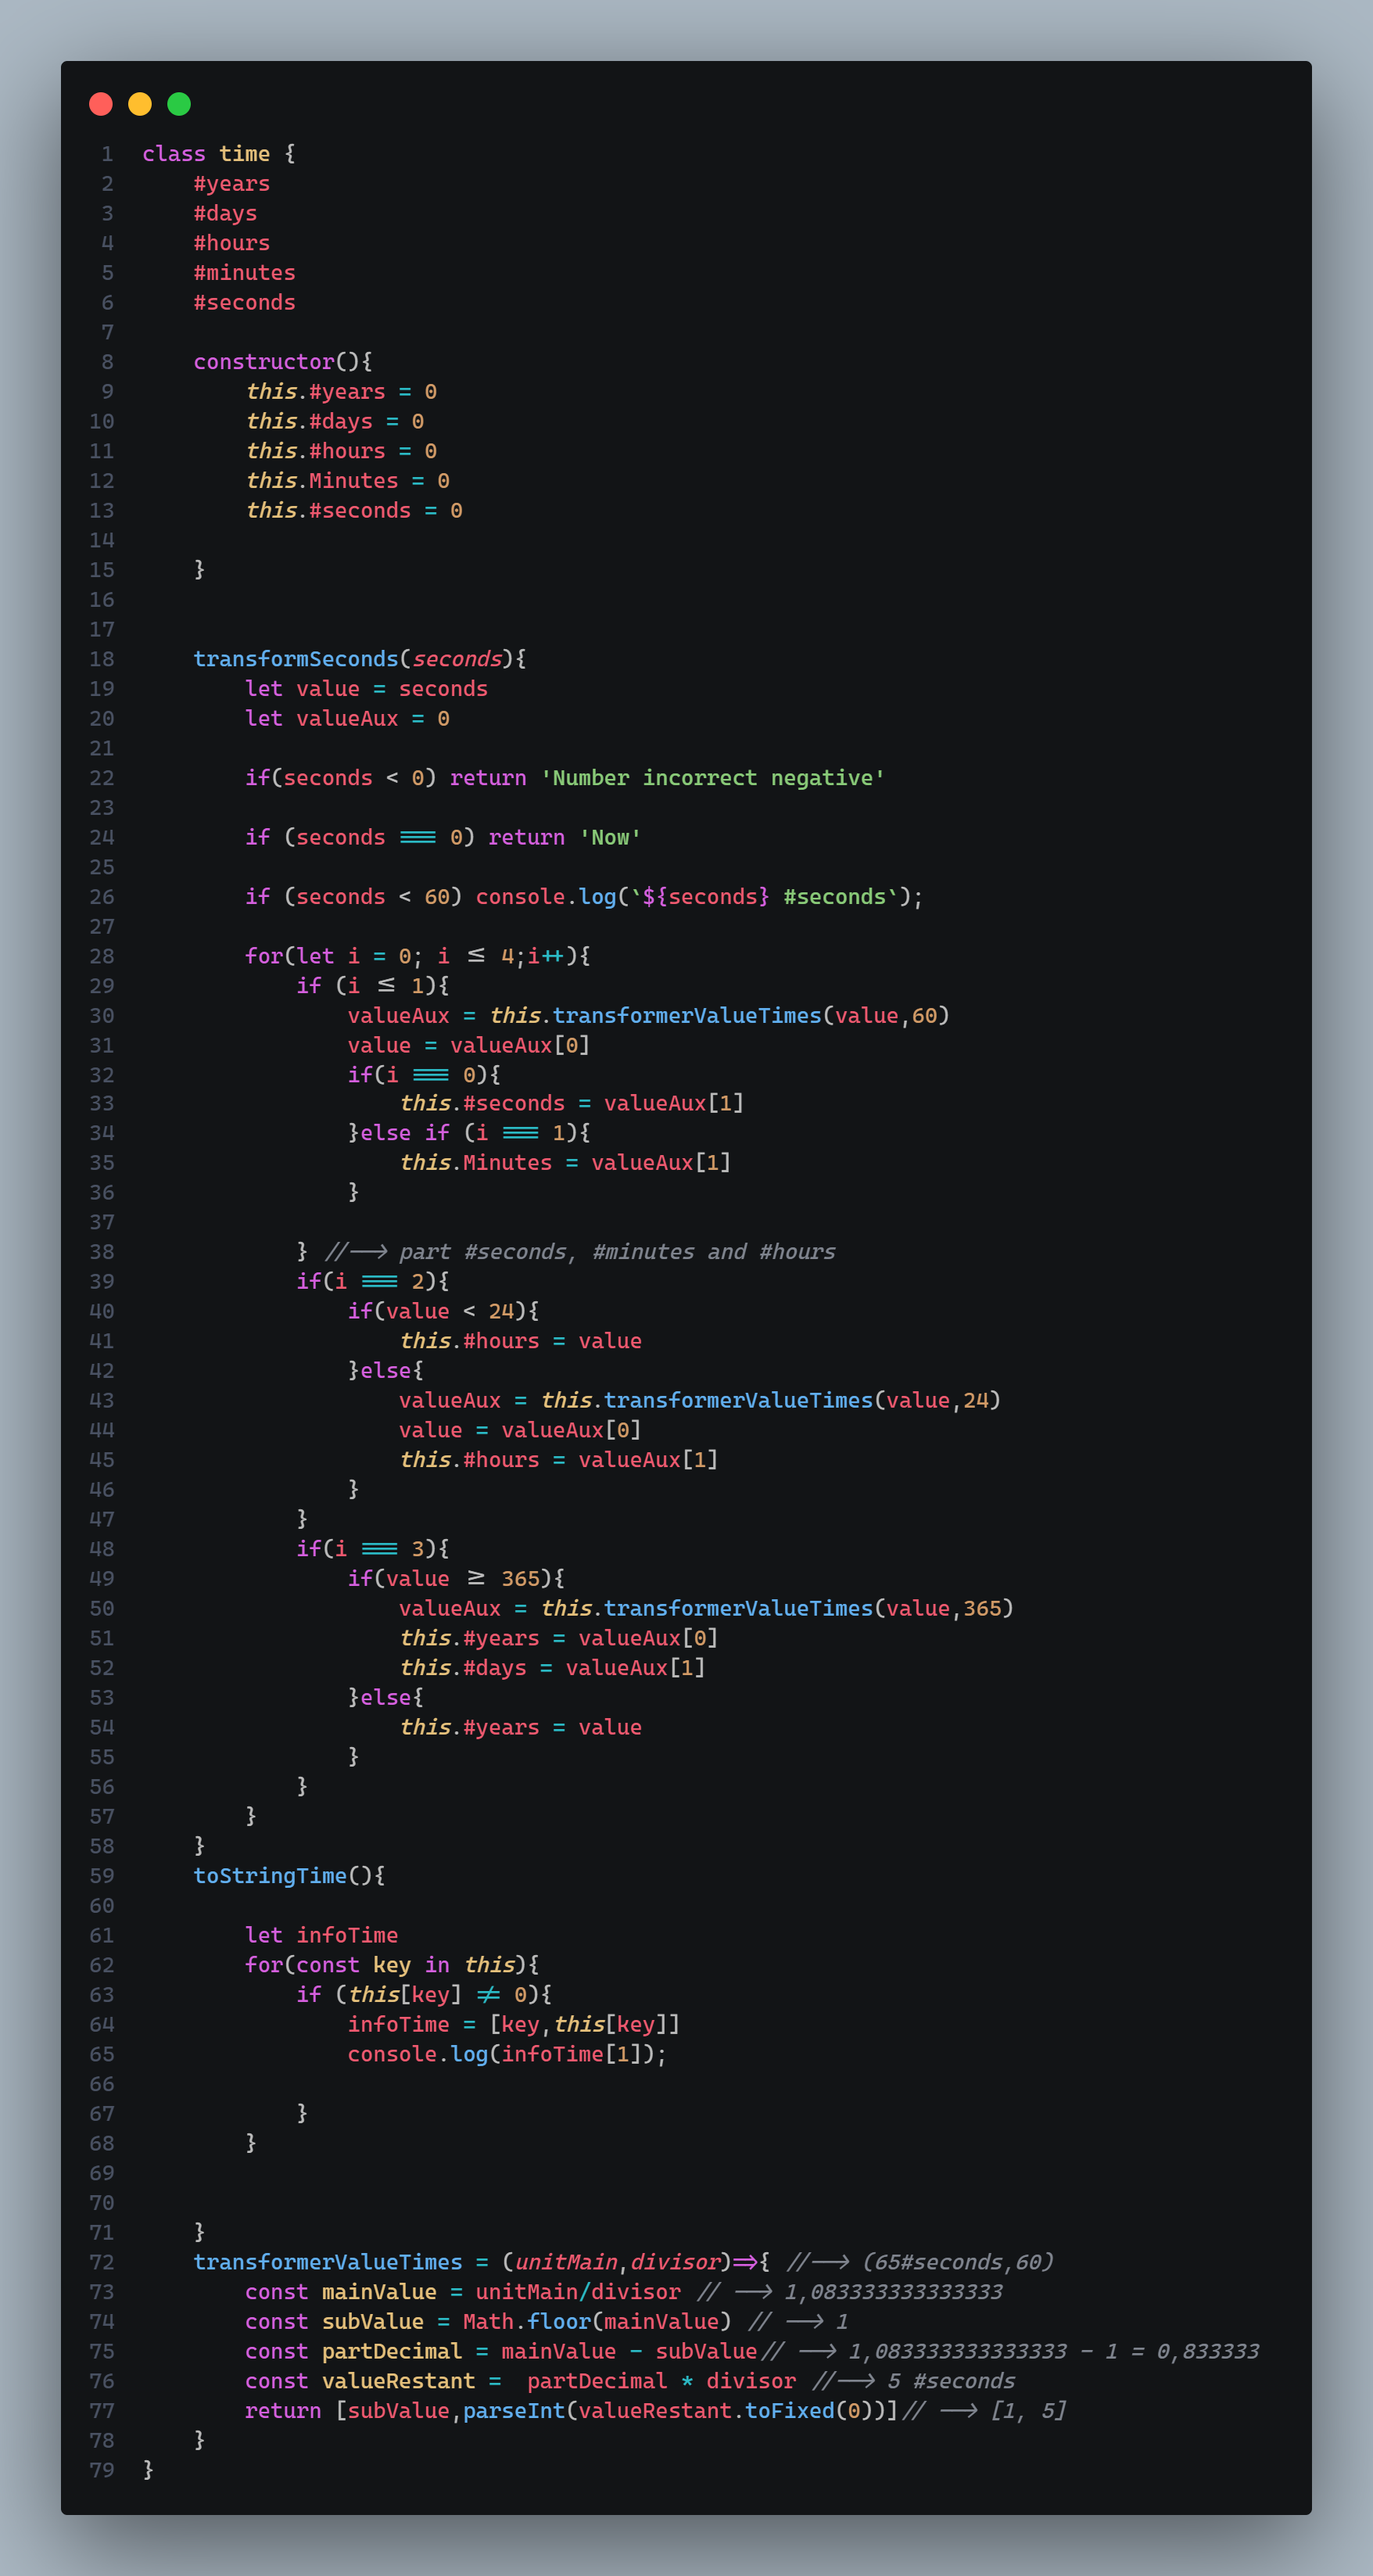 1 class time {
2     #years
3     #days
4     #hours
5     #minutes
6     #seconds
7
8     constructor(){
9         this.#years = 0
10         this.#days = 0
11         this.#hours = 0
12         this.Minutes = 0
13         this.#seconds = 0
14
15     }
16
17
18     transformSeconds(seconds){
19         let value = seconds
20         let valueAux = 0
21
22         if(seconds < 0) return 'Number incorrect negative'
23
24         if (seconds === 0) return 'Now'
25
26         if (seconds < 60) console.log(`${seconds} #seconds`);
27
28         for(let i = 0; i <= 4;i++){
29             if (i <= 1){
30                 valueAux = this.transformerValueTimes(value,60)
31                 value = valueAux[0]
32                 if(i === 0){
33                     this.#seconds = valueAux[1]
34                 }else if (i === 1){
35                     this.Minutes = valueAux[1]
36                 }
37
38             } //--> part #seconds, #minutes and #hours
39             if(i === 2){
40                 if(value < 24){
41                     this.#hours = value
42                 }else{
43                     valueAux = this.transformerValueTimes(value,24)
44                     value = valueAux[0]
45                     this.#hours = valueAux[1]
46                 }
47             }
48             if(i === 3){
49                 if(value >= 365){
50                     valueAux = this.transformerValueTimes(value,365)
51                     this.#years = valueAux[0]
52                     this.#days = valueAux[1]
53                 }else{
54                     this.#years = value
55                 }
56             }
57         }
58     }
59     toStringTime(){
60
61         let infoTime
62         for(const key in this){
63             if (this[key] != 0){
64                 infoTime = [key,this[key]]
65                 console.log(infoTime[1]);
66
67             }
68         }
69
70
71     }
72     transformerValueTimes = (unitMain,divisor)=>{ //--> (65#seconds,60)
73         const mainValue = unitMain/divisor // --> 1,083333333333333
74         const subValue = Math.floor(mainValue) // --> 1
75         const partDecimal = mainValue - subValue// --> 1,083333333333333 - 1 = 0,833333
76         const valueRestant =  partDecimal * divisor //--> 5 #seconds
77         return [subValue,parseInt(valueRestant.toFixed(0))]// --> [1, 5]
78     }
79 }